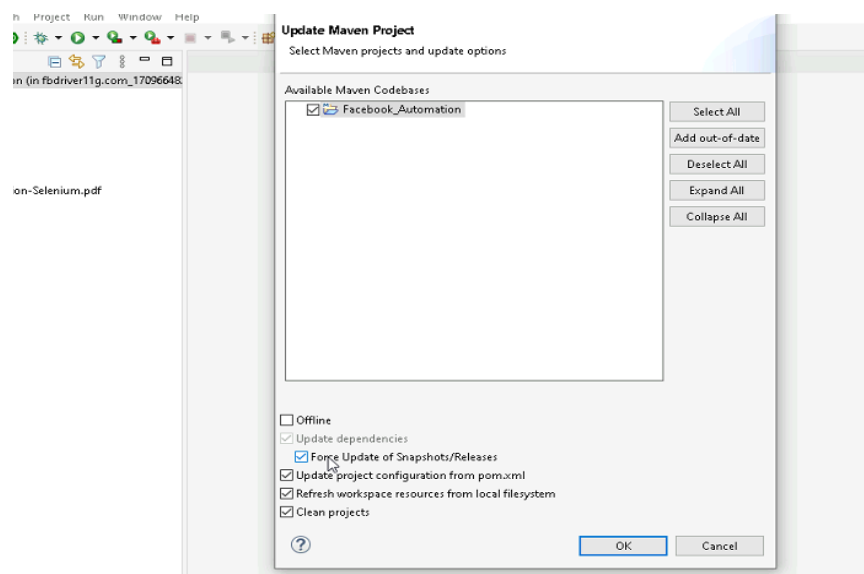 h Project Run Window Help
Update Maven Project
Select Maven projects and update options
n (in fbdriver11g.com_17096648
Available Maven Codebases
Facebook_Automation
Select All
Add out-of-date
Deselect All
ion-Selenium.pdf
Expand All
Collapse All
Offline
Update dependencies
Force Update of Snapshots/Releases
Update project configuration from pom.xml
Refresh workspace resources from local filesystem
Clean projects
?
OK Cancel